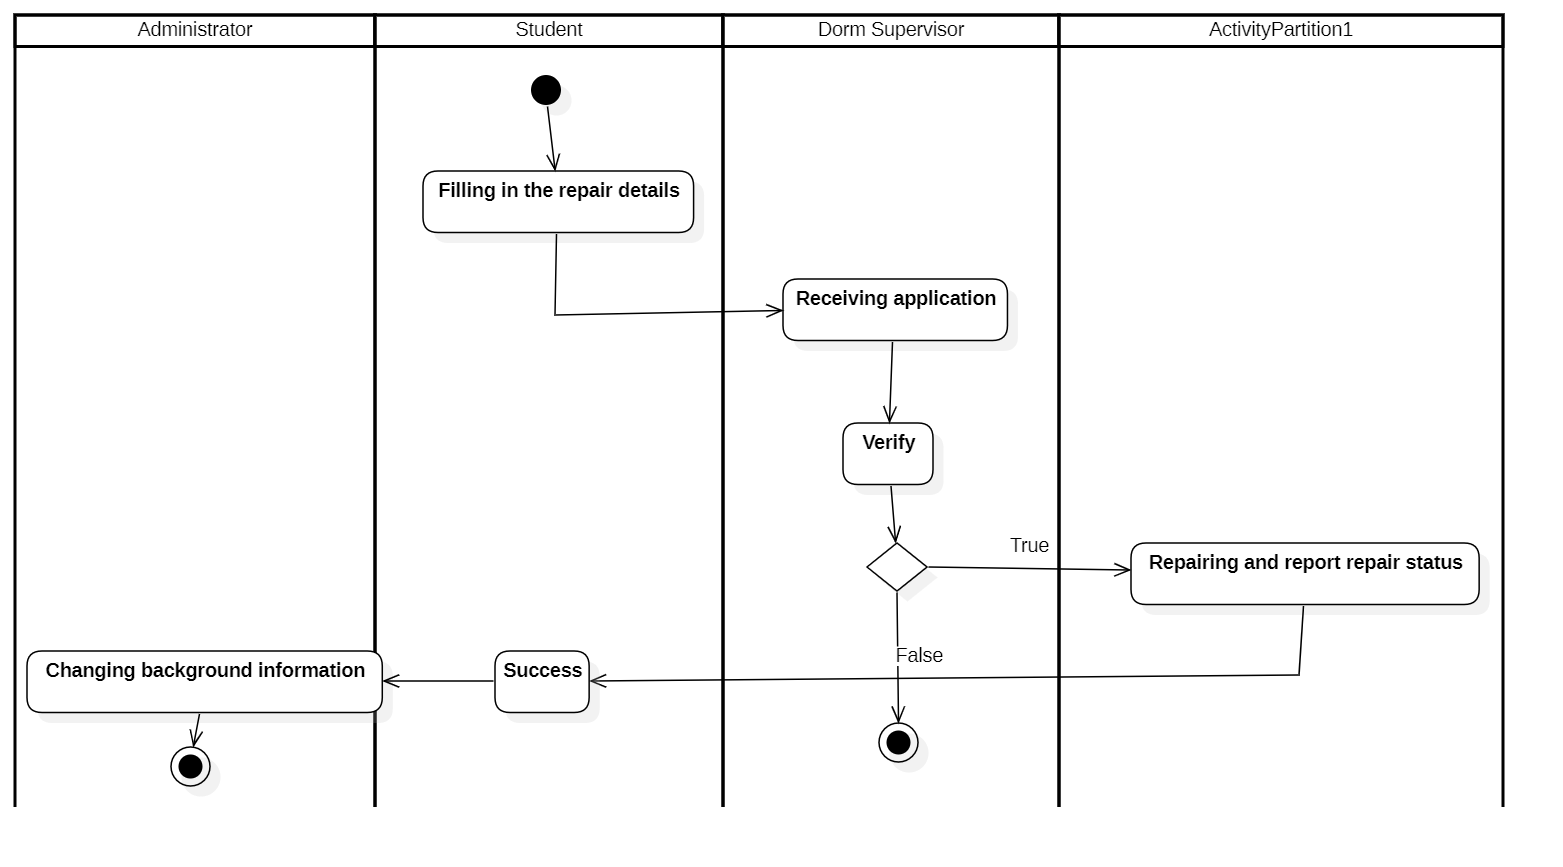 Administrator
Student
Dorm Supervisor
ActivityPartition1
Filling in the repair details
Receiving application
Verify
True
Repairing and report repair status
False
Changing background information
Success